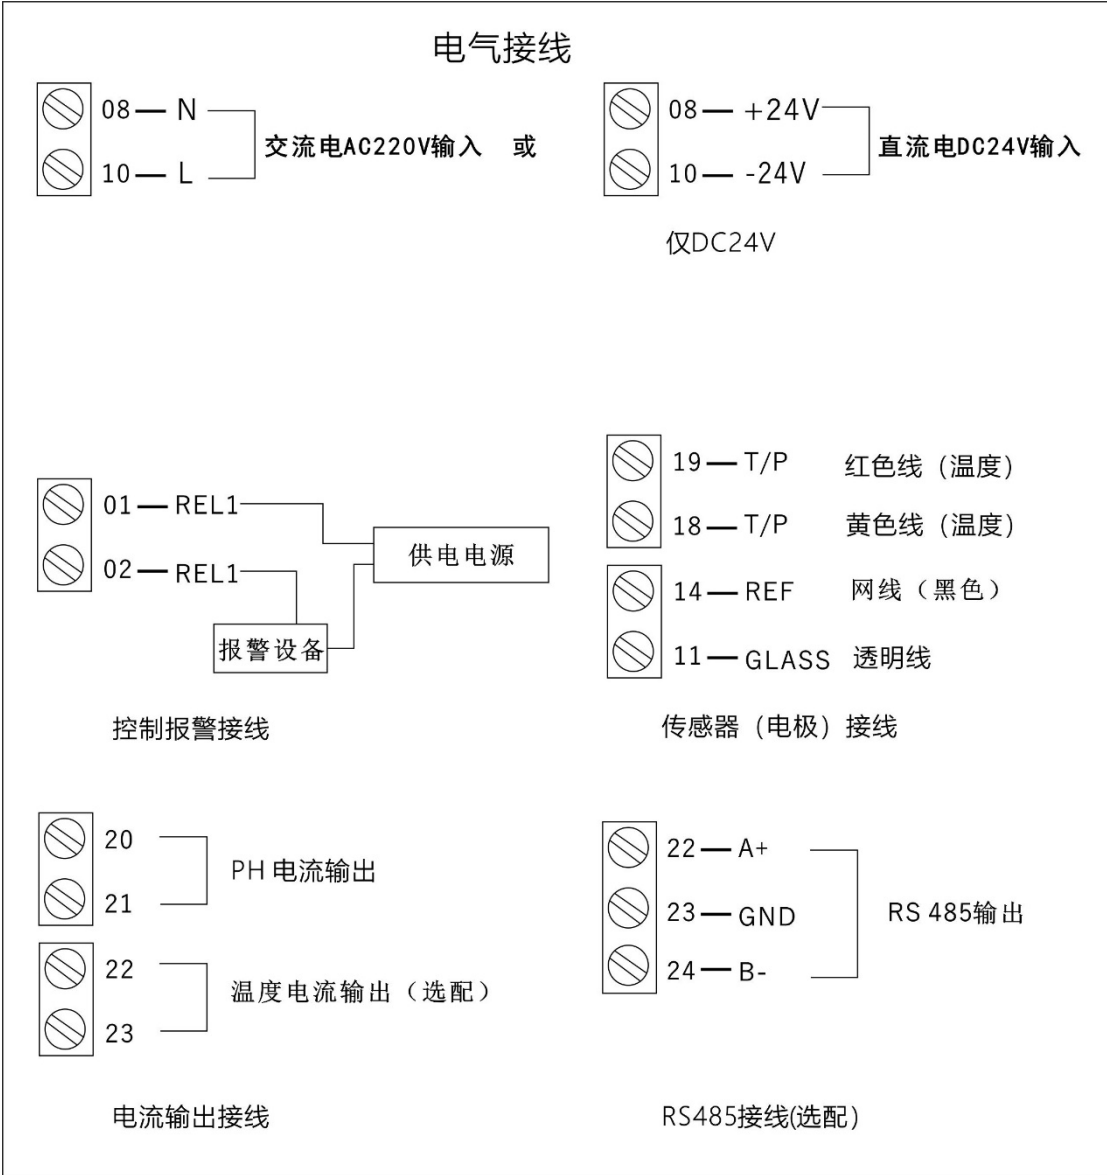 电气接线
08 — N
10 — L
交流电AC220V输入 或
08 — +24V
10 — -24V
直流电DC24V输入
仅DC24V
01 — REL1
02 — REL1
供电电源
报警设备
控制报警接线
19 — T/P 红色线（温度）
18 — T/P 黄色线（温度）
14 — REF 网线（黑色）
11 — GLASS 透明线
传感器（电极）接线
20
21
PH 电流输出
22
23
温度电流输出（选配）
电流输出接线
22 — A+
23 — GND
24 — B-
RS 485输出
RS485接线(选配)